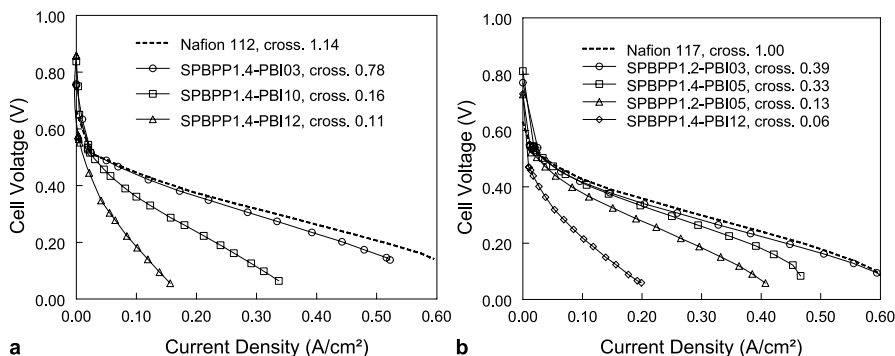 1.00
0.80
0.60
0.40
0.20
0.00
Cell Volatge (V)
Nafion 112, cross. 1.14
SPBPP1.4-PBI03, cross. 0.78
SPBPP1.4-PBI10, cross. 0.16
SPBPP1.4-PBI12, cross. 0.11
0.00 0.10 0.20 0.30 0.40 0.50 0.60
a Current Density (A/cm²)
1.00
0.80
0.60
0.40
0.20
0.00
Cell Voltage (V)
Nafion 117, cross. 1.00
SPBPP1.2-PBI03, cross. 0.39
SPBPP1.4-PBI05, cross. 0.33
SPBPP1.2-PBI05, cross. 0.13
SPBPP1.4-PBI12, cross. 0.06
0.00 0.10 0.20 0.30 0.40 0.50 0.60
b Current Density (A/cm²)